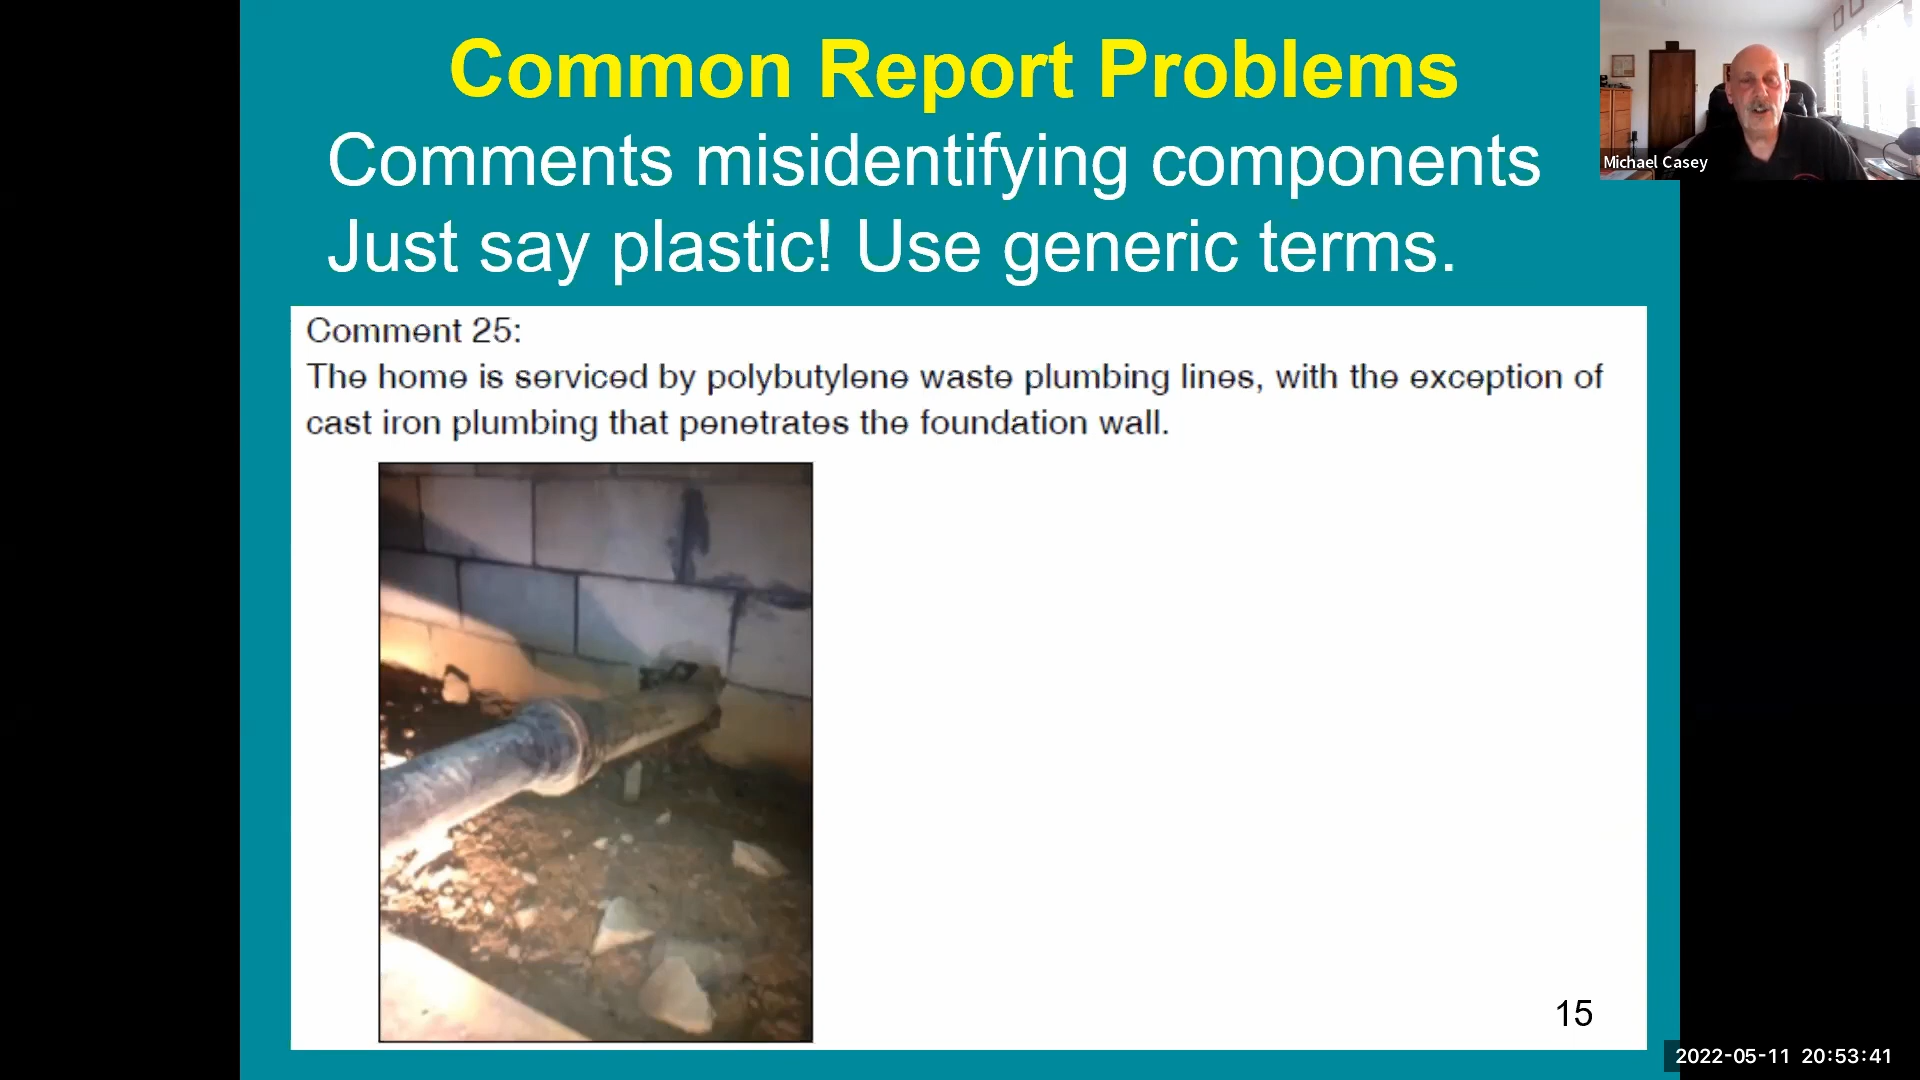 Common Report Problems
Comments misidentifying components
Just say plastic! Use generic terms.
Michael Casey
Comment 25:
The home is serviced by polybutylene waste plumbing lines, with the exception of
cast iron plumbing that penetrates the foundation wall.
15
2022-05-11 20:53:41